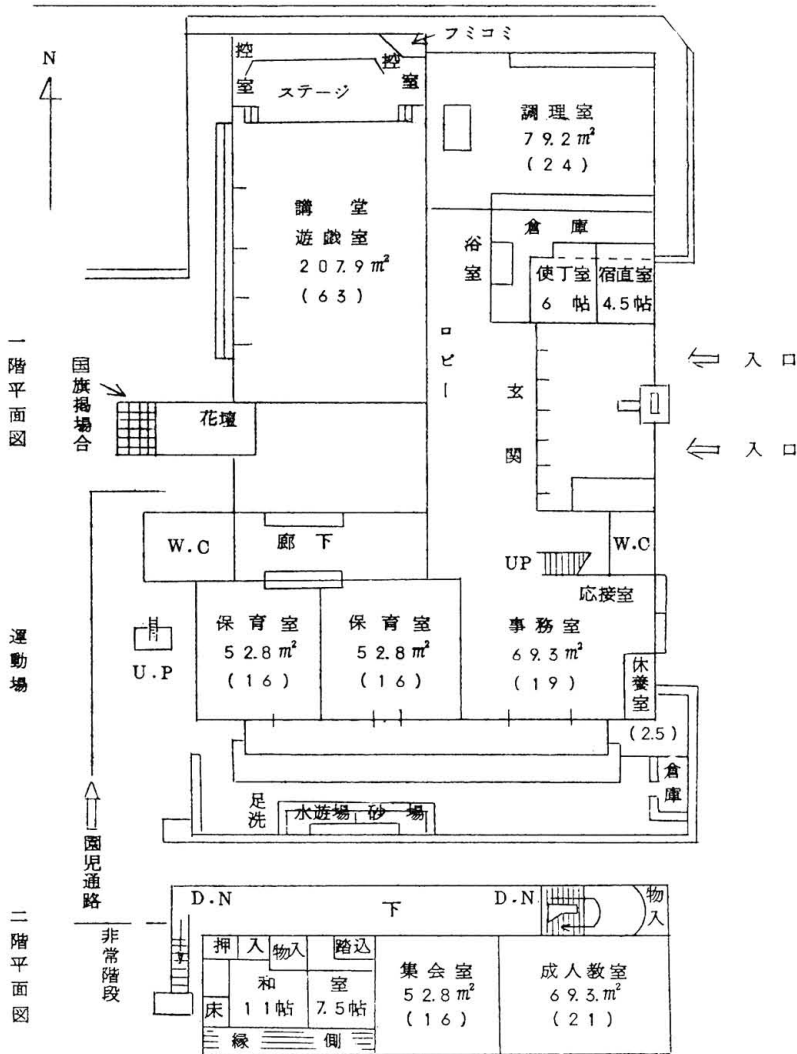 フミコミ
控室
控室
ステージ
N
調理室
79.2㎡
(24)
講堂
遊戯室
207.9㎡
(63)
倉庫
浴室
使丁室
6帖
宿直室
4.5帖
ロビー
玄関
入口
入口
一階平面図
国旗掲場合
花壇
W.C
廊下
UP
W.C
応接室
保育室
52.8㎡
(16)
保育室
52.8㎡
(16)
事務室
69.3㎡
(19)
休養室
(2.5)
運動場
U.P
倉庫
足洗
水遊場
砂場
園児通路
二階平面図
非常階段
D.N
下
D.N
物入
押入
物入
踏込
和室
11帖
7.5帖
床
縁側
集会室
52.8㎡
(16)
成人教室
69.3㎡
(21)